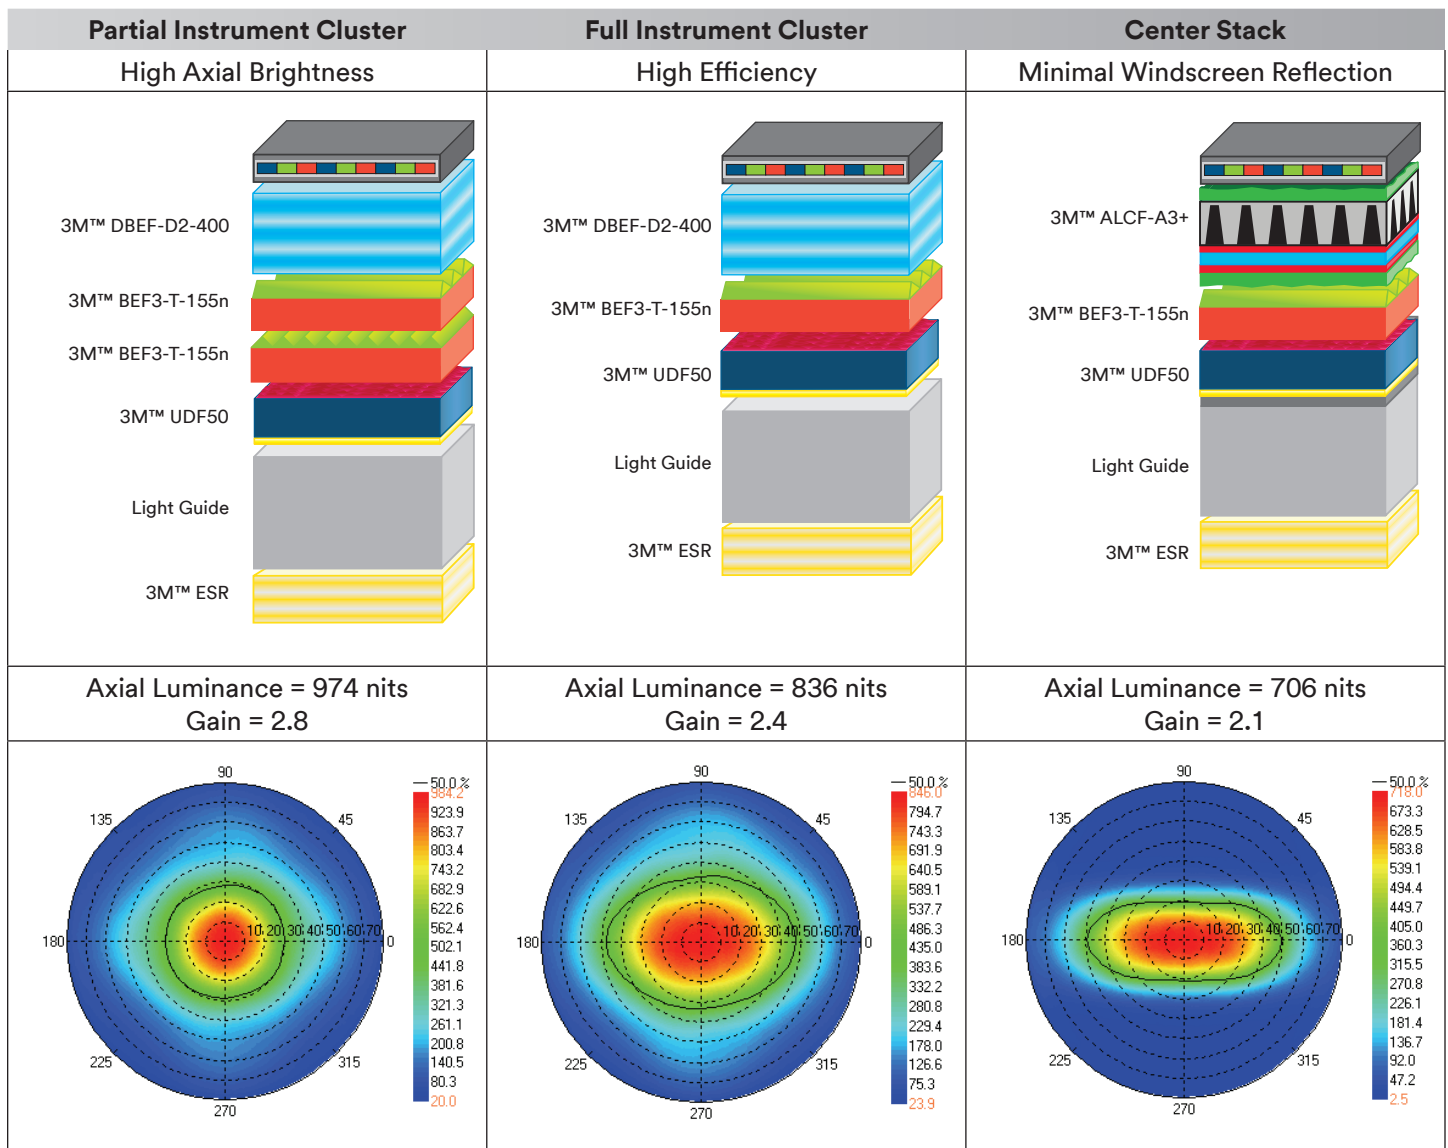 Partial Instrument Cluster
Full Instrument Cluster
Center Stack
High Axial Brightness
High Efficiency
Minimal Windscreen Reflection
3M™ DBEF-D2-400
3M™ BEF3-T-155n
3M™ BEF3-T-155n
3M™ UDF50
Light Guide
3M™ ESR
3M™ DBEF-D2-400
3M™ BEF3-T-155n
3M™ UDF50
Light Guide
3M™ ESR
3M™ ALCF-A3+
3M™ BEF3-T-155n
3M™ UDF50
Light Guide
3M™ ESR
Axial Luminance = 974 nits
Gain = 2.8
Axial Luminance = 836 nits
Gain = 2.4
Axial Luminance = 706 nits
Gain = 2.1
90
135
45
180
10 20 30 40 50 60 70
0
225
315
270
50.0 %
984.2
923.9
863.7
803.4
743.2
682.9
622.6
562.4
502.1
441.8
381.6
321.3
261.1
200.8
140.5
80.3
20.0
90
135
45
180
10 20 30 40 50 60 70
0
225
315
270
50.0 %
846.0
794.7
743.3
691.9
640.5
589.1
537.7
486.3
435.0
383.6
332.2
280.8
229.4
178.0
126.6
75.3
23.9
90
135
45
180
10 20 30 40 50 60 70
0
225
315
270
50.0 %
718.0
673.3
628.5
583.8
539.1
494.4
449.7
405.0
360.3
315.5
270.8
226.1
181.4
136.7
92.0
47.2
2.5